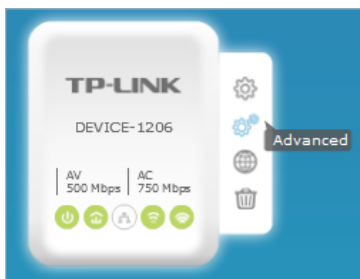 TP-LINK
DEVICE-1206
AV
500 Mbps
AC
750 Mbps
Advanced